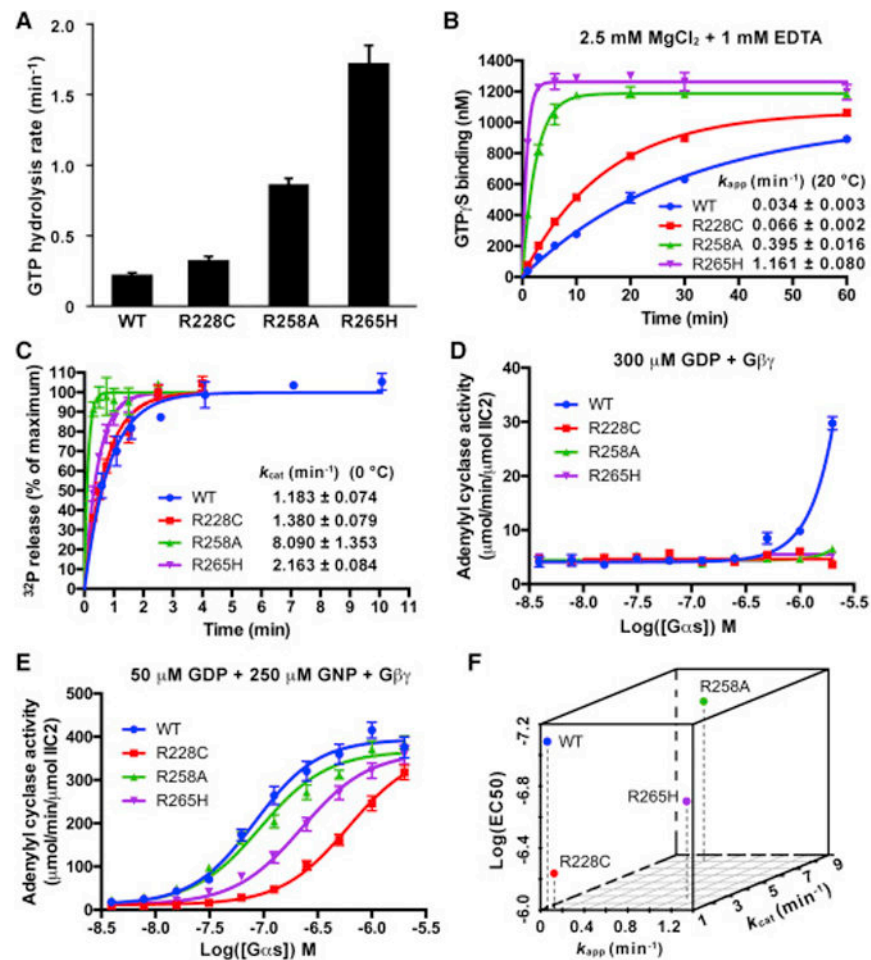 A
GTP hydrolysis rate (min⁻¹)
2.0
1.5
1.0
0.5
0
WT R228C R258A R265H
B
2.5 mM MgCl₂ + 1 mM EDTA
GTPγS binding (nM)
1400
1200
1000
800
600
400
200
0
kapp (min⁻¹) (20 °C)
WT 0.034 ± 0.003
R228C 0.066 ± 0.002
R258A 0.395 ± 0.016
R265H 1.161 ± 0.080
0 10 20 30 40 50 60
Time (min)
C
³²P release (% of maximum)
110
100
90
80
70
60
50
40
30
20
10
0
kcat (min⁻¹) (0 °C)
WT 1.183 ± 0.074
R228C 1.380 ± 0.079
R258A 8.090 ± 1.353
R265H 2.163 ± 0.084
0 1 2 3 4 5 6 7 8 9 10 11
Time (min)
D
300 μM GDP + Gβγ
Adenylyl cyclase activity
(μmol/min/μmol IIC2)
40
30
20
10
0
WT
R228C
R258A
R265H
-8.5 -8.0 -7.5 -7.0 -6.5 -6.0 -5.5
Log([Gαs]) M
E
50 μM GDP + 250 μM GNP + Gβγ
Adenylyl cyclase activity
(μmol/min/μmol IIC2)
500
400
300
200
100
0
WT
R228C
R258A
R265H
-8.5 -8.0 -7.5 -7.0 -6.5 -6.0 -5.5
Log([Gαs]) M
F
Log(EC50)
-7.2
-6.8
-6.4
-6.0
R258A
WT
R265H
R228C
0 0.4 0.8 1.2
kapp (min⁻¹)
1 3 5 7 9
kcat (min⁻¹)